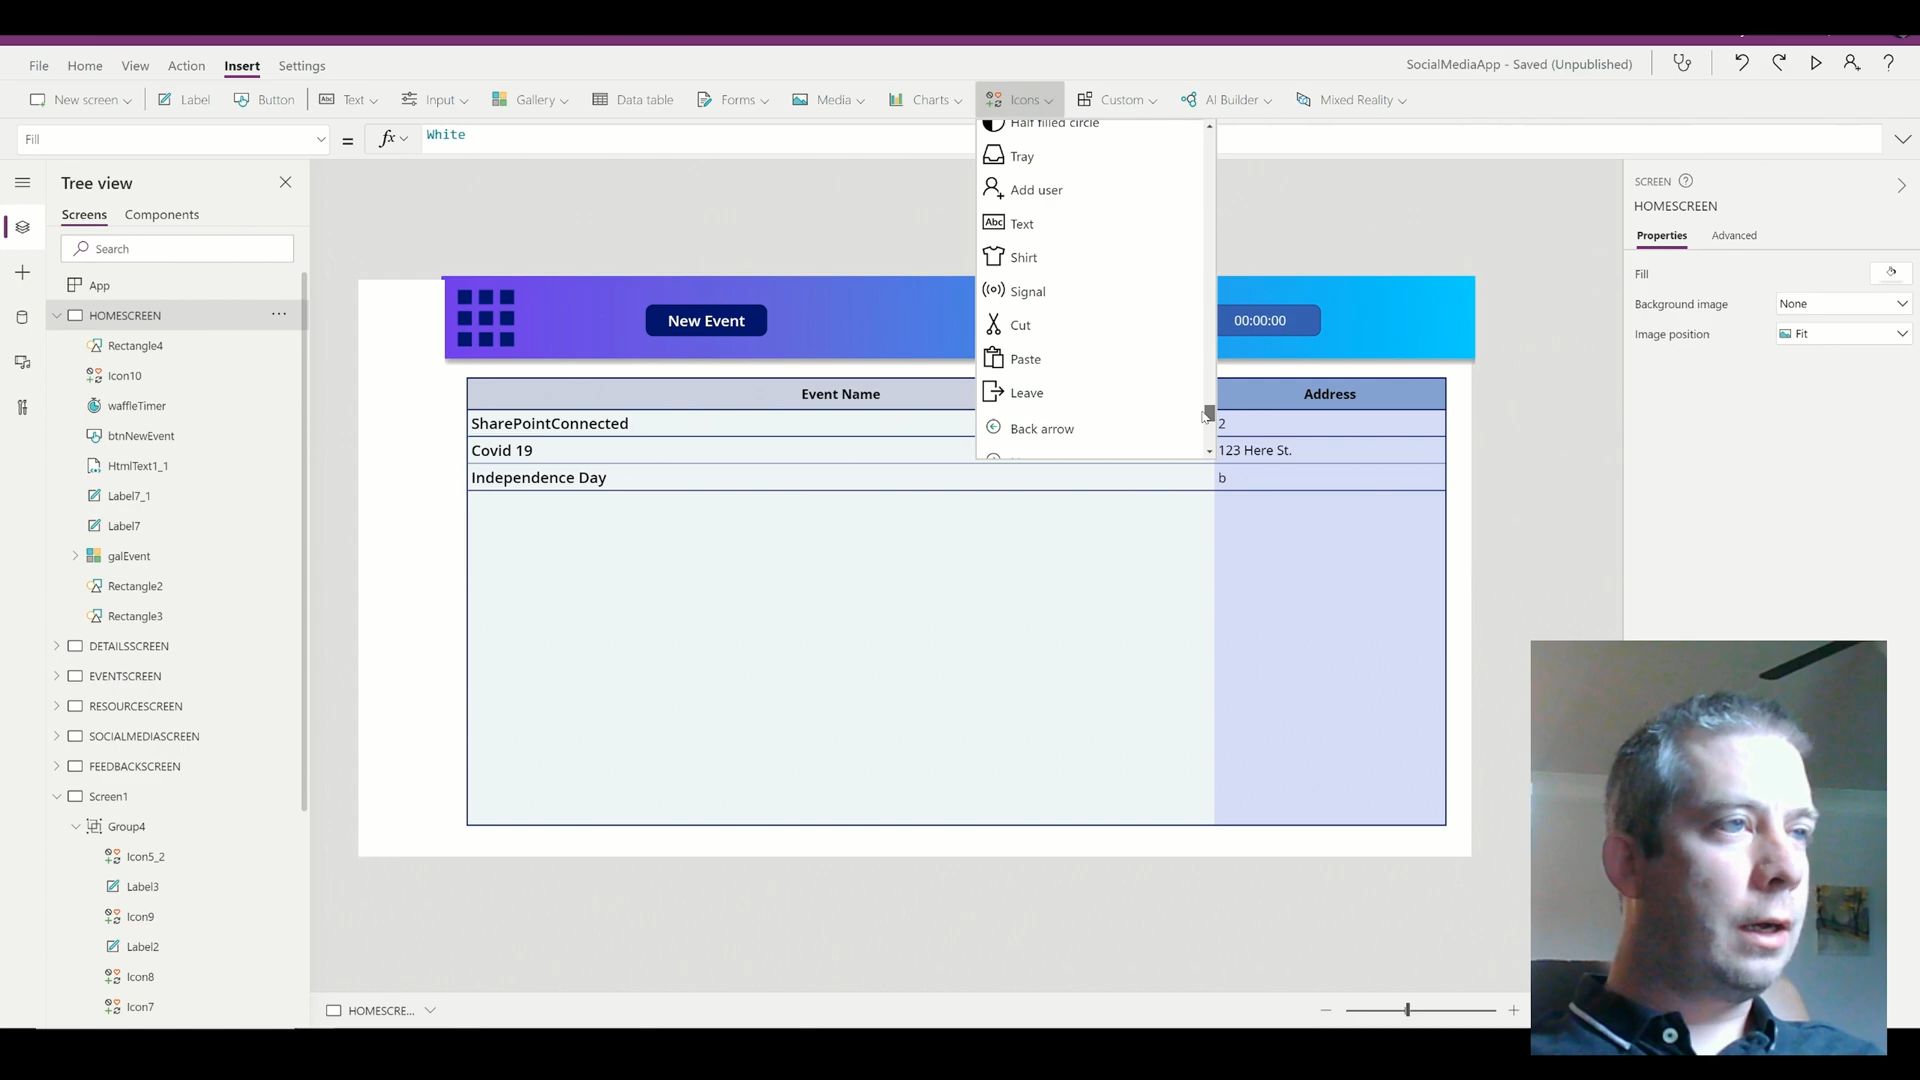 File Home View Action Insert Settings
SocialMediaApp - Saved (Unpublished)
New screen Label Button Text Input Gallery Data table Forms Media Charts Icons Custom AI Builder Mixed Reality
Fill = fx White
Tree view
Screens Components
Search
App
HOMESCREEN
Rectangle4
Icon10
waffleTimer
btnNewEvent
HtmlText1_1
Label7_1
Label7
galEvent
Rectangle2
Rectangle3
DETAILSSCREEN
EVENTSCREEN
RESOURCESCREEN
SOCIALMEDIASCREEN
FEEDBACKSCREEN
Screen1
Group4
Icon5_2
Label3
Icon9
Label2
Icon8
Icon7
New Event
00:00:00
Event Name Address
SharePointConnected 2
Covid 19 123 Here St.
Independence Day b
Half filled circle
Tray
Add user
Abc Text
Shirt
Signal
Cut
Paste
Leave
Back arrow
SCREEN
HOMESCREEN
Properties Advanced
Fill
Background image None
Image position Fit
HOMESCRE...